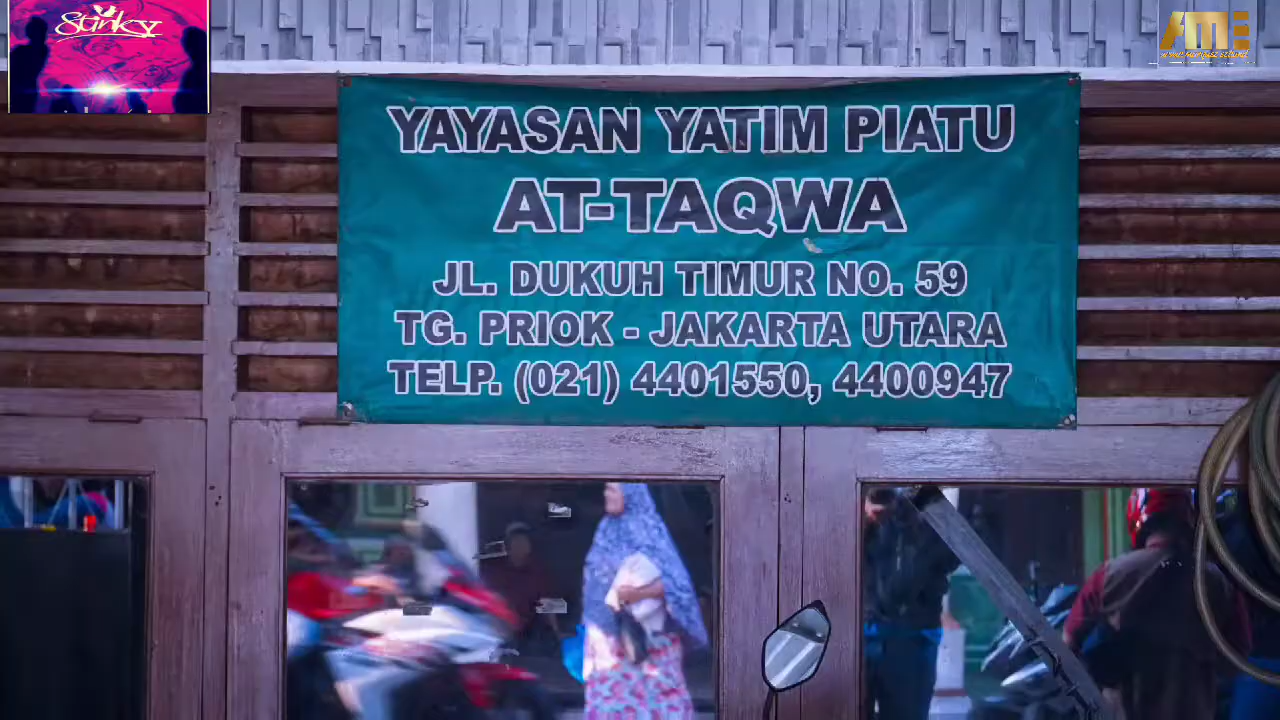 Stinky
AME
YAYASAN YATIM PIATU
AT-TAQWA
JL. DUKUH TIMUR NO. 59
TG. PRIOK - JAKARTA UTARA
TELP. (021) 4401550, 4400947